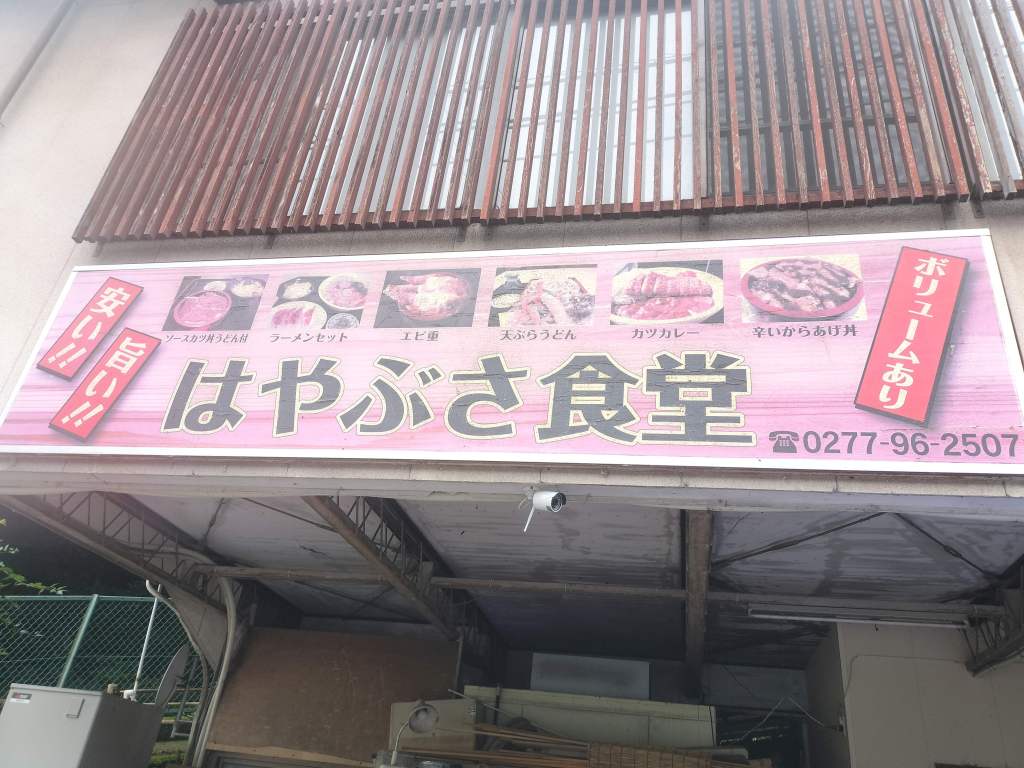 安い!!
旨い!!
ソースカツ丼うどん付
ラーメンセット
エビ重
天ぷらうどん
カツカレー
辛いからあげ丼
ボリュームあり
はやぶさ食堂
☎0277-96-2507